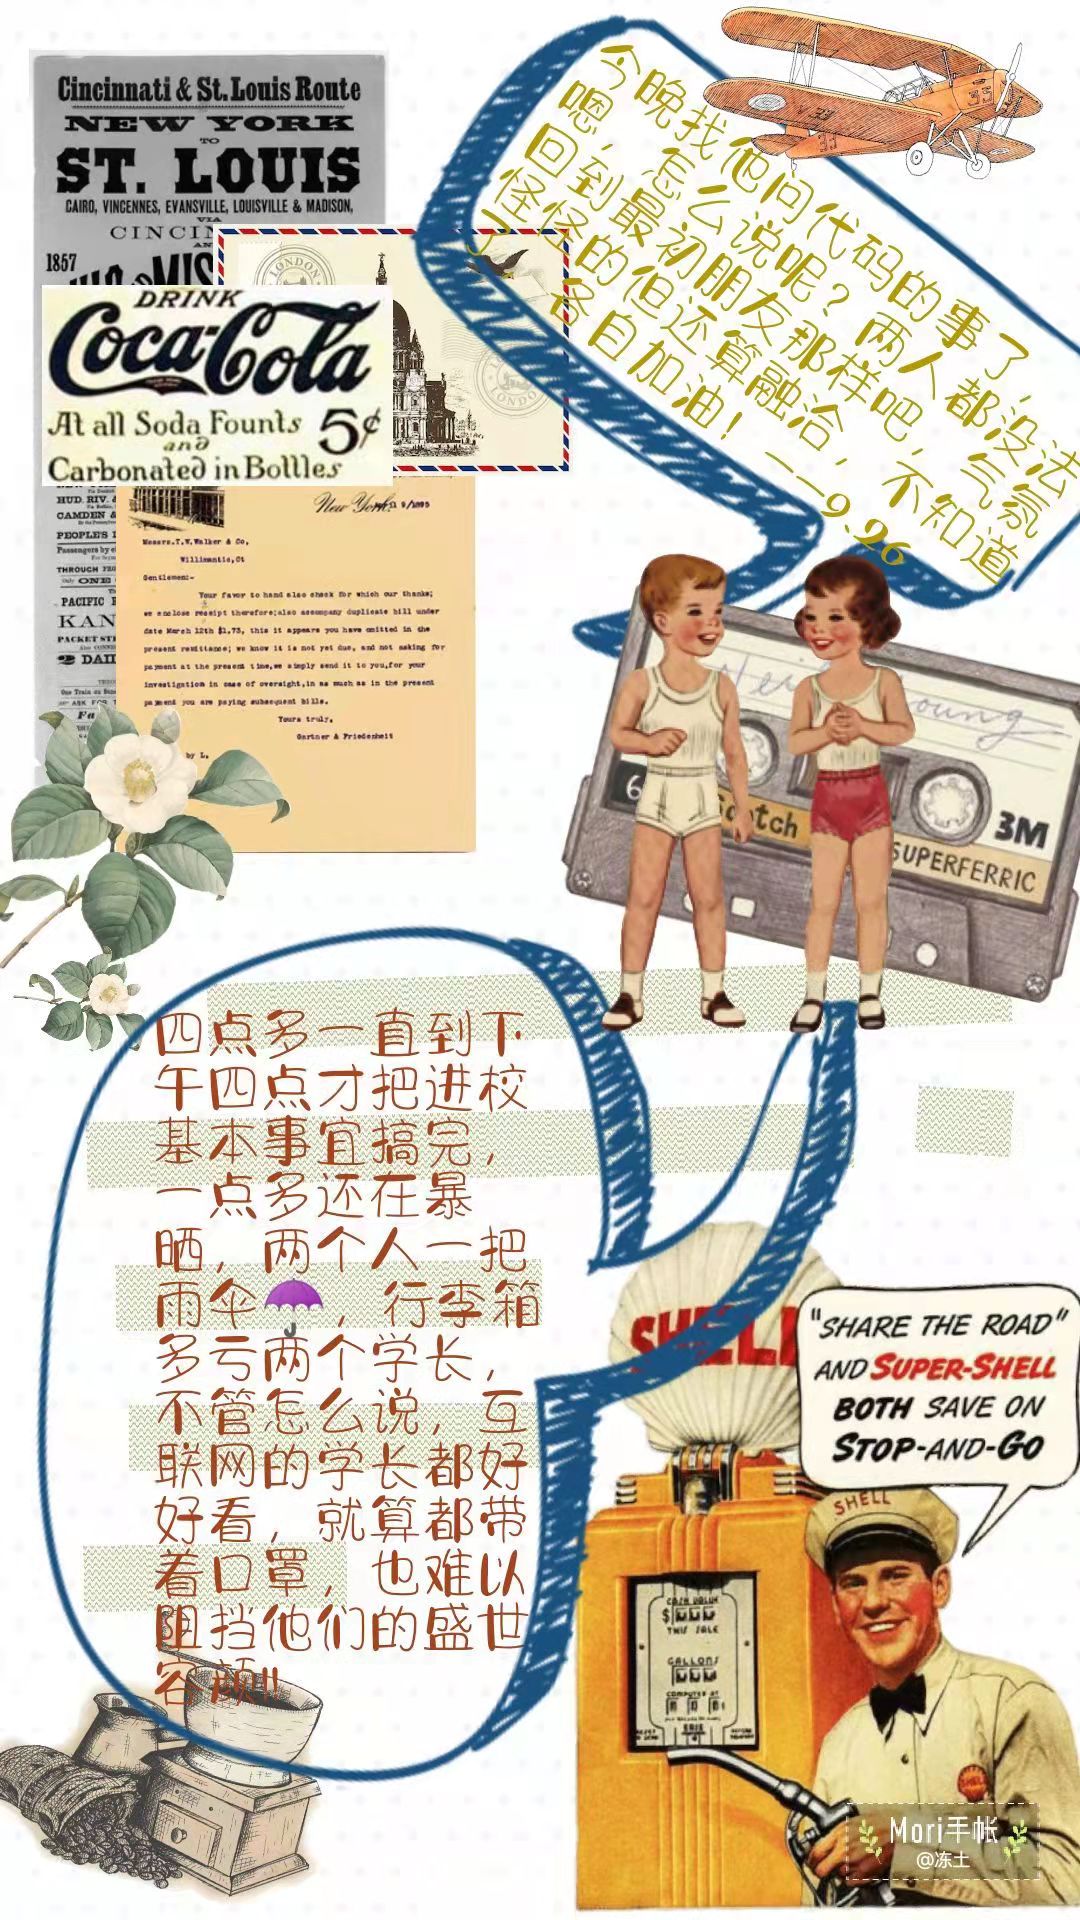 Cincinnati & St. Louis Route
NEW YORK
TO
ST. LOUIS
CAIRO, VINCENNES, EVANSVILLE, LOUISVILLE & MADISON,
VIA
1857
DRINK
Coca-Cola
At all Soda Founts 5¢
and
Carbonated in Bottles
LONDON
今晚找他问代码的事了,
嗯,怎么说呢?两人都没法
回到最初朋友那样吧,气氛
怪怪的但还算融洽,不知道
了,各自加油!
——9.26
HUD. RIV. &
CAMDEN &
PEOPLE'S
Passengers by
THROUGH
Only ONE
PACIFIC R
KAN
PACKET
2 DAI
New York, 9/1895
Messrs. T.W. Walker & Co,
Willimantic, Ct
Gentlemen:-
Your favor to hand also check for which our thanks;
we enclose receipt therefore; also accompany duplicate bill under
date March 12th $1,73, this it appears you have omitted in the
present remittance; we know it is not yet due, and not asking for
payment at the present time, we simply send it to you, for your
investigation in case of oversight, in as much as in the present
payment you are paying subsequent bills.
Yours truly,
Gartner & Friedenheit
by L.
Young
Scotch
3M
SUPERFERRIC
四点多一直到下
午四点才把进校
基本事宜搞完,
一点多还在暴
晒,两个人一把
雨伞☂,行李箱
多亏两个学长,
不管怎么说,互
联网的学长都好
好看,就算都带
着口罩,也难以
阻挡他们的盛世
容颜!!
SHELL
"SHARE THE ROAD"
AND SUPER-SHELL
BOTH SAVE ON
STOP-AND-GO
SHELL
CASH VALUE
$
THIS SALE
GALLONS
COMPUTED AT
SHELL
Mori手帐
@冻土